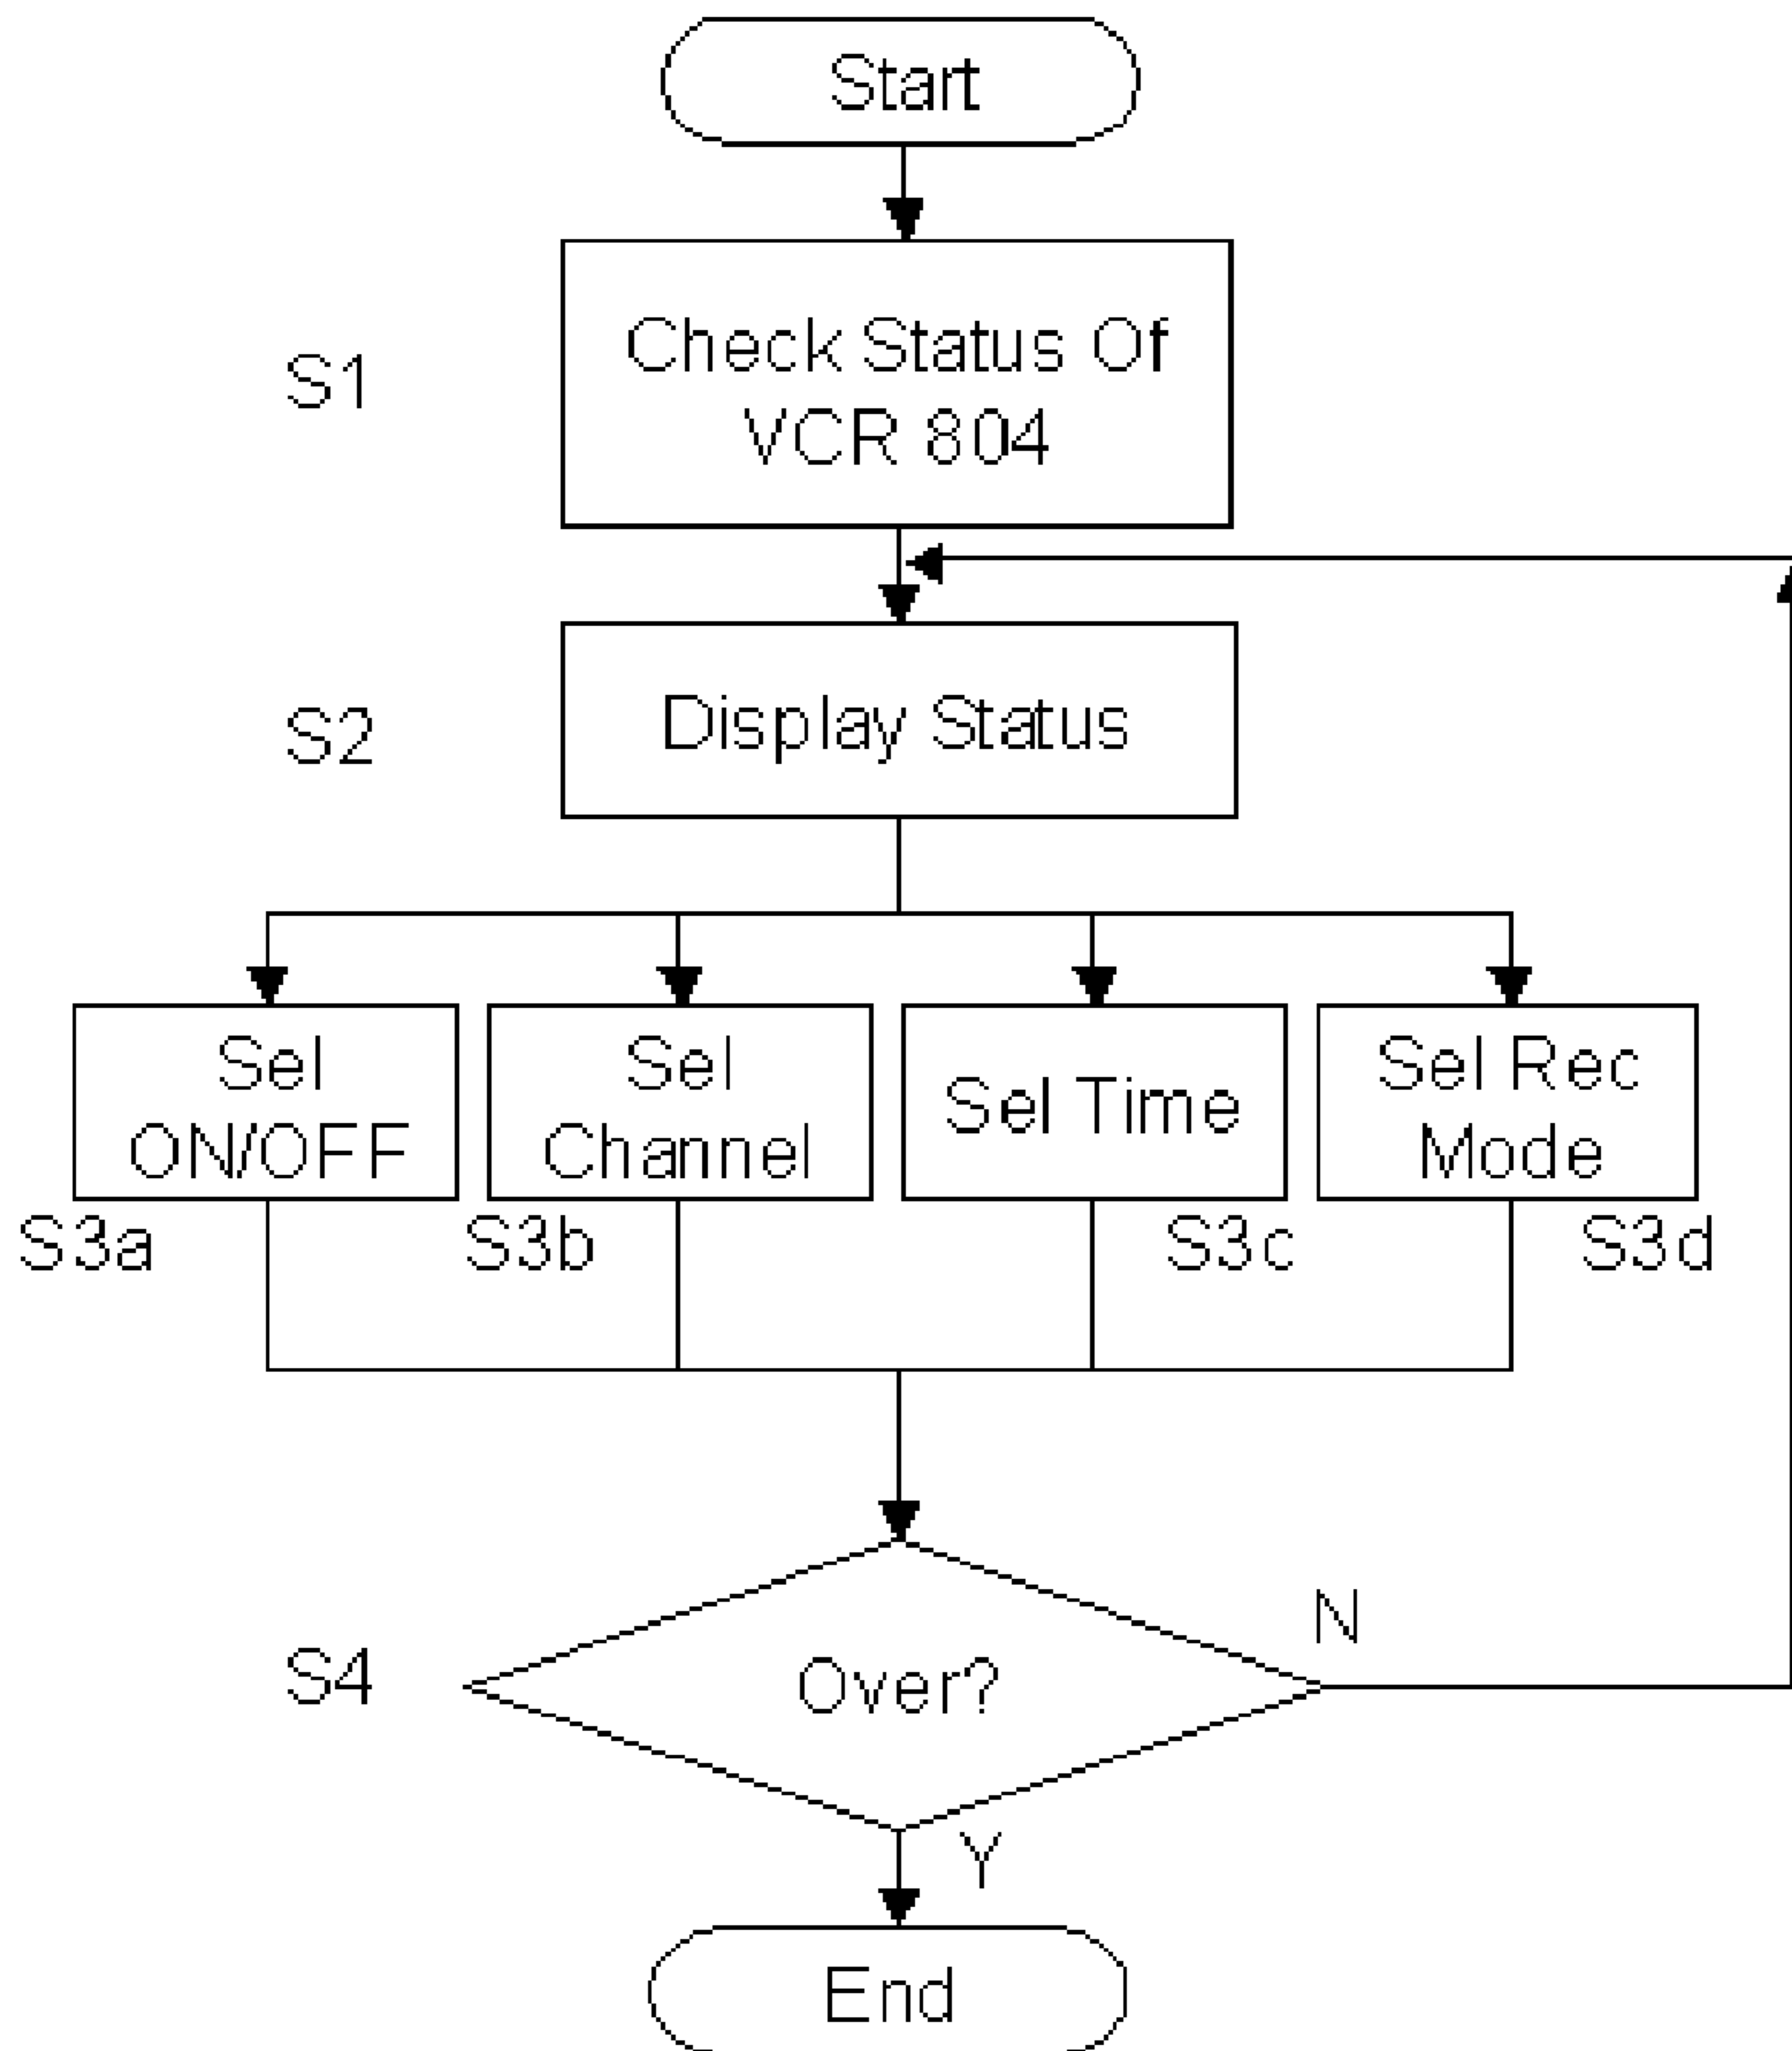 Start
S1
Check Status Of
VCR 804
S2
Display Status
Sel
ON/OFF
Sel
Channel
Sel Time
Sel Rec
Mode
S3a
S3b
S3c
S3d
N
S4
Over?
Y
End